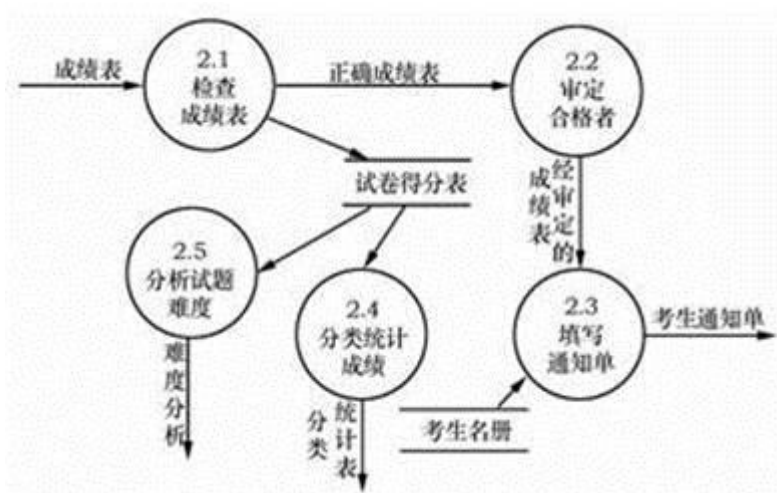 成绩表
2.1
检查
成绩表
正确成绩表
2.2
审定
合格者
试卷得分表
经审定的
成绩表
2.5
分析试题
难度
2.4
分类统计
成绩
2.3
填写
通知单
考生通知单
难度分析
分类
统计表
考生名册